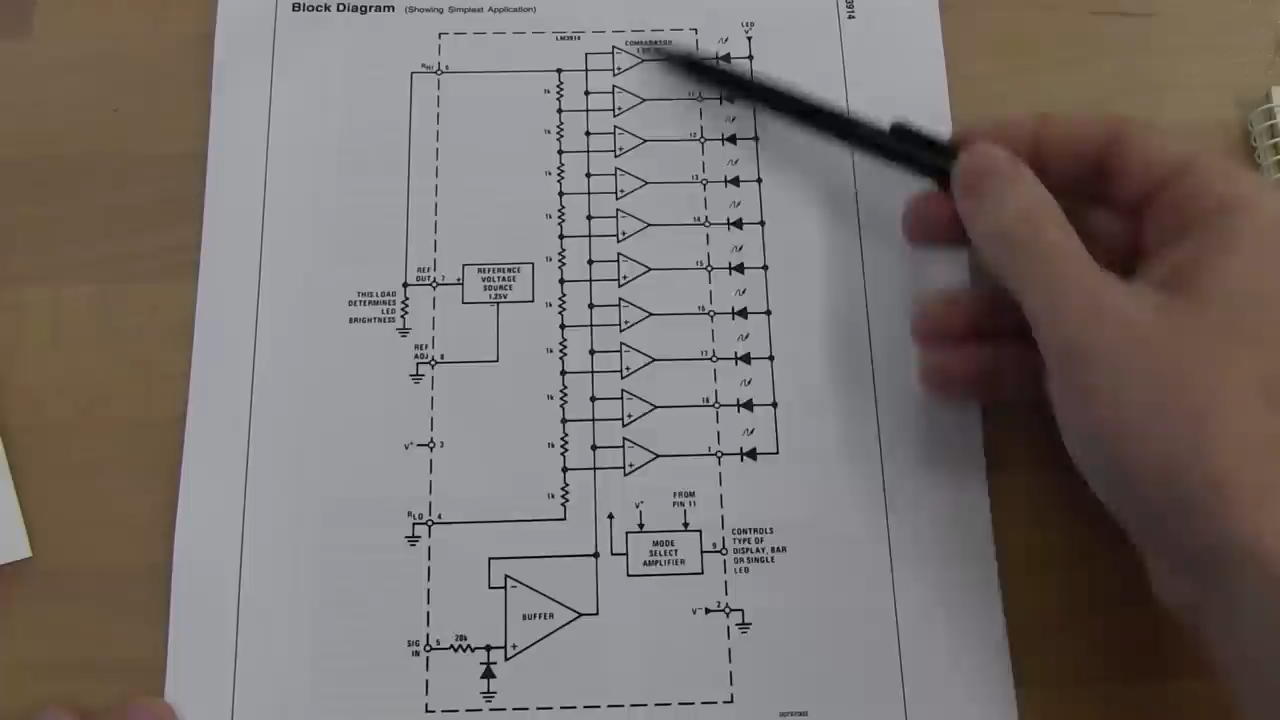 Block Diagram (Showing Simplest Application)
3914
LED
V+
LM3914
COMPARATOR
RHI 6
1k
11
1k
12
1k
13
1k
14
1k
15
REF
OUT 7
+
REFERENCE
VOLTAGE
SOURCE
1.25V
−
THIS LOAD
DETERMINES
LED
BRIGHTNESS
1k
16
REF
ADJ 8
1k
17
1k
18
V+ 3
1k
1
1k
RLO 4
V+
FROM
PIN 11
MODE
SELECT
AMPLIFIER
9
CONTROLS
TYPE OF
DISPLAY, BAR
OR SINGLE
LED
BUFFER
V− 2
SIG
IN 5
20k